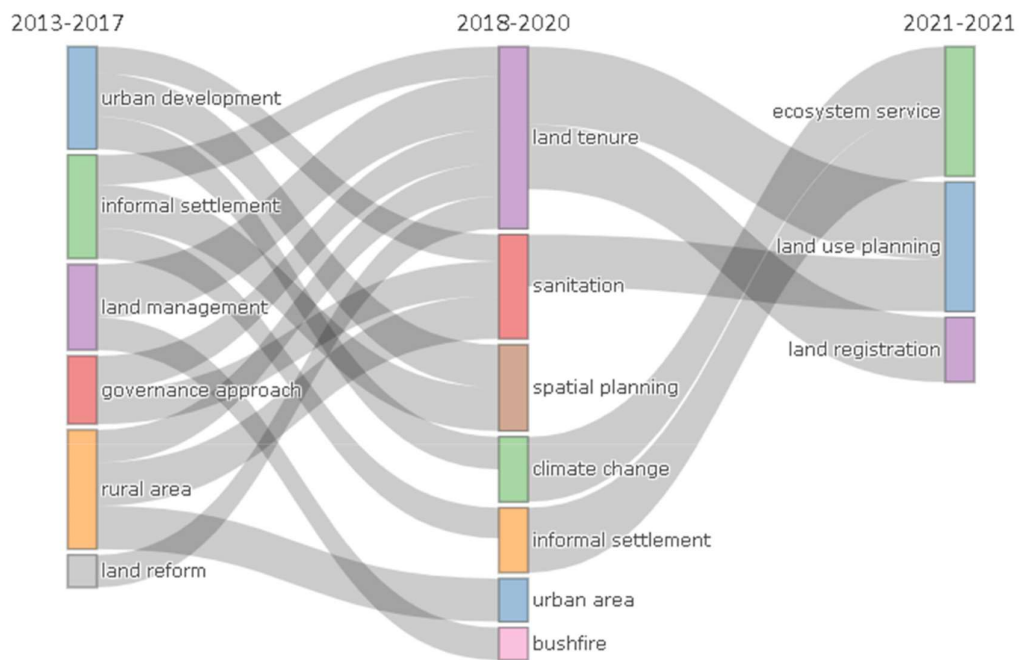 2013-2017
2018-2020
2021-2021
urban development
informal settlement
land management
governance approach
rural area
land reform
land tenure
sanitation
spatial planning
climate change
informal settlement
urban area
bushfire
ecosystem service
land use planning
land registration